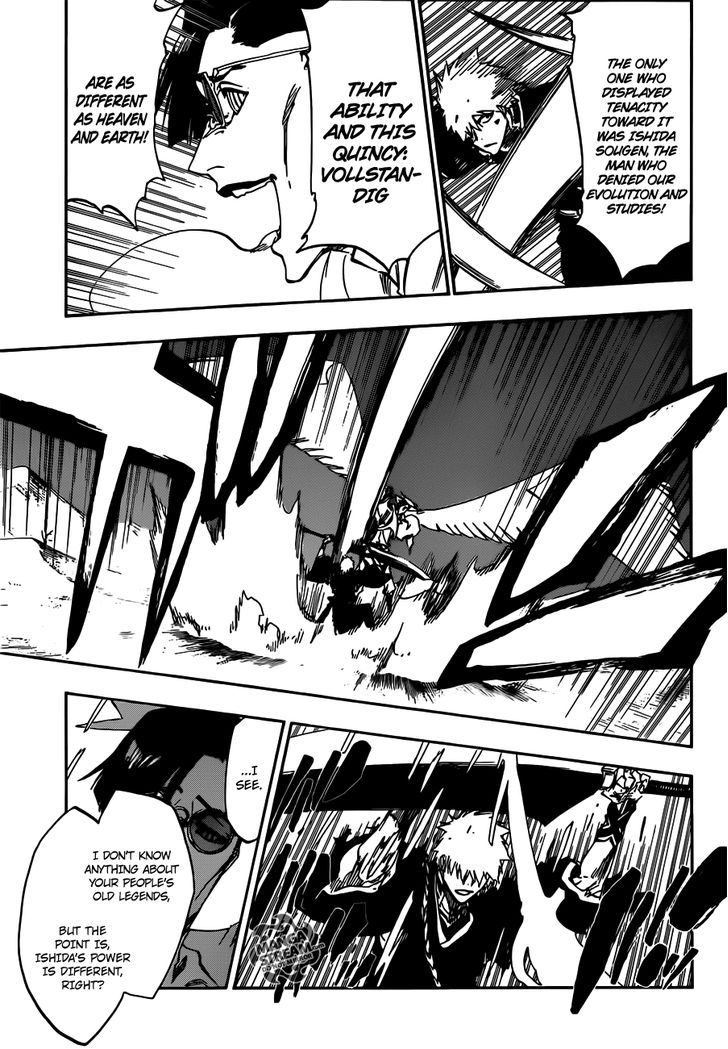 THE ONLY
ONE WHO
DISPLAYED
TENACITY
TOWARD IT
WAS ISHIDA
SOUGEN, THE
MAN WHO
DENIED OUR
EVOLUTION AND
STUDIES!
THAT
ABILITY
AND THIS
QUINCY:
VOLLSTAN-
DIG
ARE AS
DIFFERENT
AS HEAVEN
AND EARTH!
...I
SEE.
I DON'T KNOW
ANYTHING ABOUT
YOUR PEOPLE'S
OLD LEGENDS,
BUT THE
POINT IS,
ISHIDA'S POWER
IS DIFFERENT,
RIGHT?
MANGA
STREAM